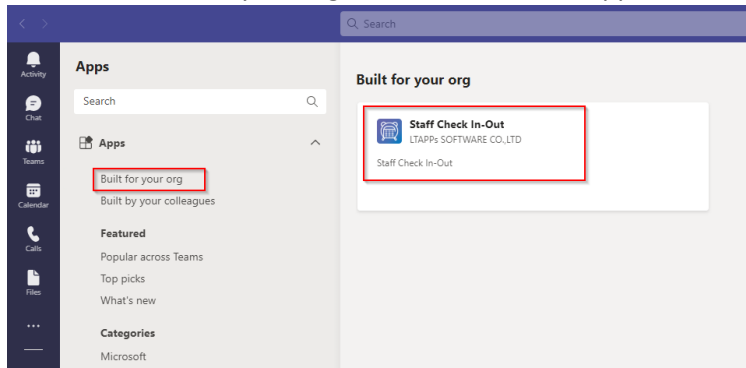 Search
Activity
Chat
Teams
Calendar
Calls
Files
Apps
Search
Apps
Built for your org
Built by your colleagues
Featured
Popular across Teams
Top picks
What's new
Categories
Microsoft
Built for your org
Staff Check In-Out
LTAPPs SOFTWARE CO.,LTD
Staff Check In-Out